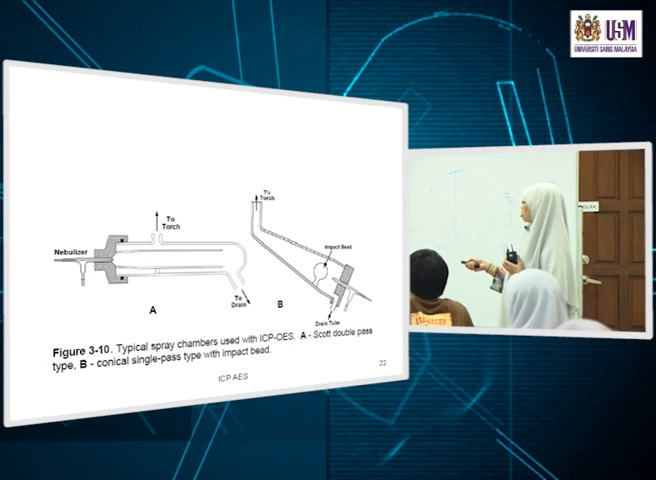 USM
UNIVERSITI SAINS MALAYSIA
To
Torch
Nebulizer
To
Drain
A
To
Torch
Impact Bead
B
Drain Tube
Figure 3-10. Typical spray chambers used with ICP-OES. A - Scott double pass
type, B - conical single-pass type with impact bead.
ICP AES
22